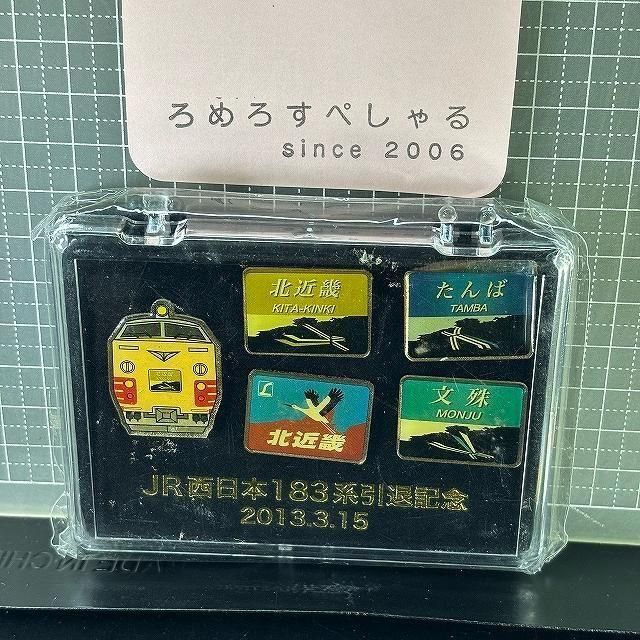 ろめろすぺしゃる
since 2006
北近畿
KITA-KINKI
たんば
TAMBA
北近畿
文殊
MONJU
JR西日本183系引退記念
2013.3.15